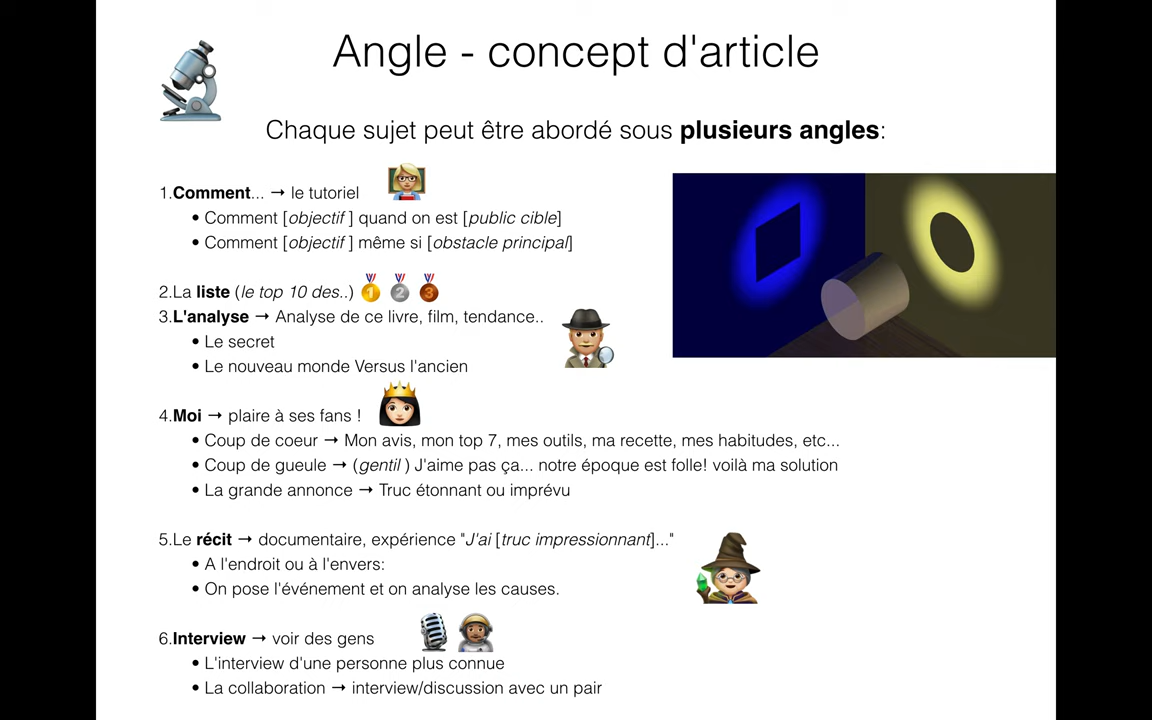 Angle - concept d'article
Chaque sujet peut être abordé sous plusieurs angles:
1.Comment... → le tutoriel
• Comment [objectif ] quand on est [public cible]
• Comment [objectif ] même si [obstacle principal]
2.La liste (le top 10 des..) 1 2 3
3.L'analyse → Analyse de ce livre, film, tendance..
• Le secret
• Le nouveau monde Versus l'ancien
4.Moi → plaire à ses fans !
• Coup de coeur → Mon avis, mon top 7, mes outils, ma recette, mes habitudes, etc...
• Coup de gueule → (gentil ) J'aime pas ça... notre époque est folle! voilà ma solution
• La grande annonce → Truc étonnant ou imprévu
5.Le récit → documentaire, expérience "J'ai [truc impressionnant]..."
• A l'endroit ou à l'envers:
• On pose l'événement et on analyse les causes.
6.Interview → voir des gens
• L'interview d'une personne plus connue
• La collaboration → interview/discussion avec un pair